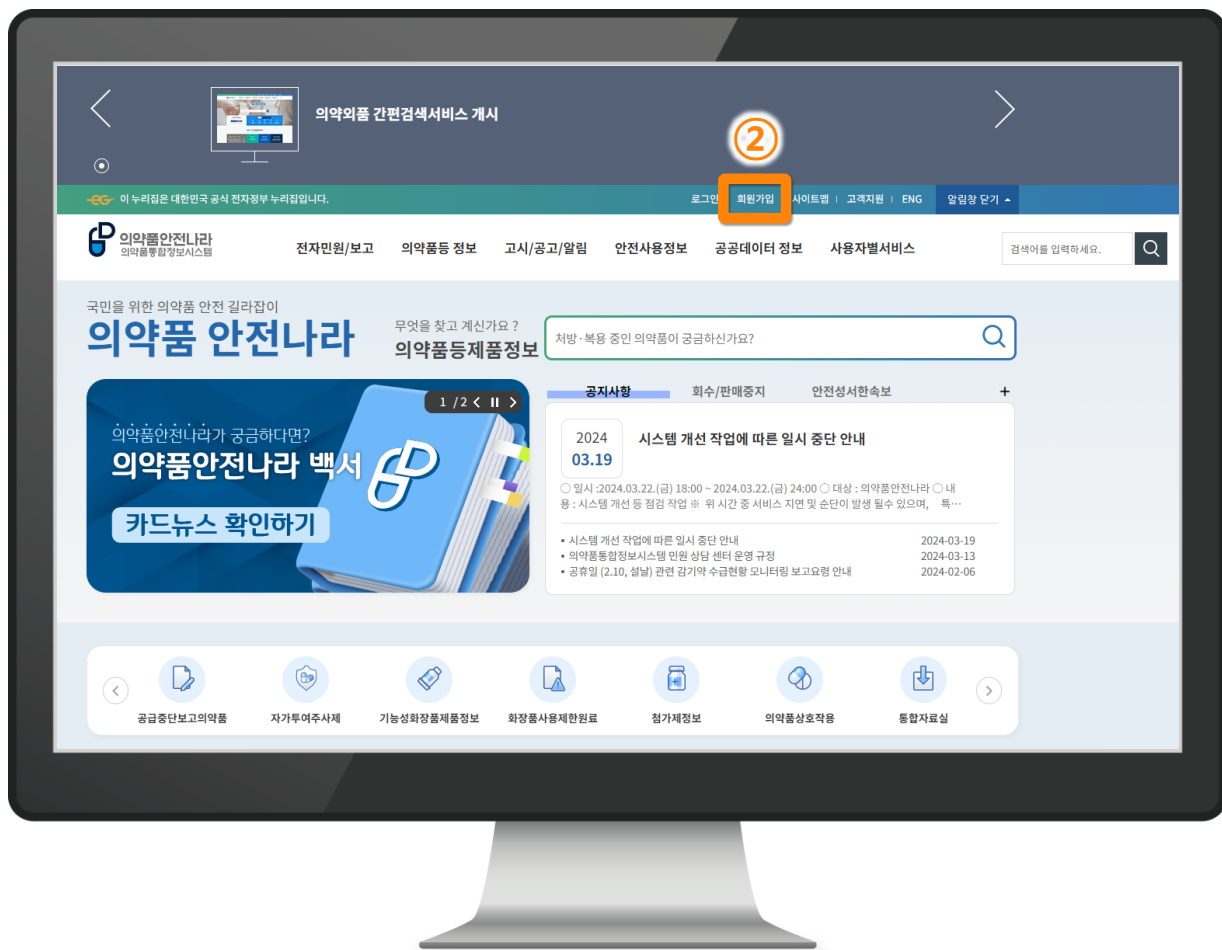 의약외품 간편검색서비스 개시
②
이 누리집은 대한민국 공식 전자정부 누리집입니다.
로그인 회원가입 사이트맵 고객지원 ENG 알림창 닫기
의약품안전나라
의약품통합정보시스템
전자민원/보고 의약품등 정보 고시/공고/알림 안전사용정보 공공데이터 정보 사용자별서비스
검색어를 입력하세요.
국민을 위한 의약품 안전 길라잡이
의약품 안전나라
무엇을 찾고 계신가요 ?
의약품등제품정보
처방·복용 중인 의약품이 궁금하신가요?
1 / 2
의약품안전나라가 궁금하다면?
의약품안전나라 백서
카드뉴스 확인하기
공지사항 회수/판매중지 안전성서한속보 +
2024
03.19
시스템 개선 작업에 따른 일시 중단 안내
○ 일시 :2024.03.22.(금) 18:00 ~ 2024.03.22.(금) 24:00 ○ 대상 : 의약품안전나라 ○ 내
용 : 시스템 개선 등 점검 작업 ※ 위 시간 중 서비스 지연 및 순단이 발생 될수 있으며, 특…
• 시스템 개선 작업에 따른 일시 중단 안내 2024-03-19
• 의약품통합정보시스템 민원 상담 센터 운영 규정 2024-03-13
• 공휴일 (2.10, 설날) 관련 감기약 수급현황 모니터링 보고요령 안내 2024-02-06
공급중단보고의약품 자가투여주사제 기능성화장품제품정보 화장품사용제한원료 첨가제정보 의약품상호작용 통합자료실